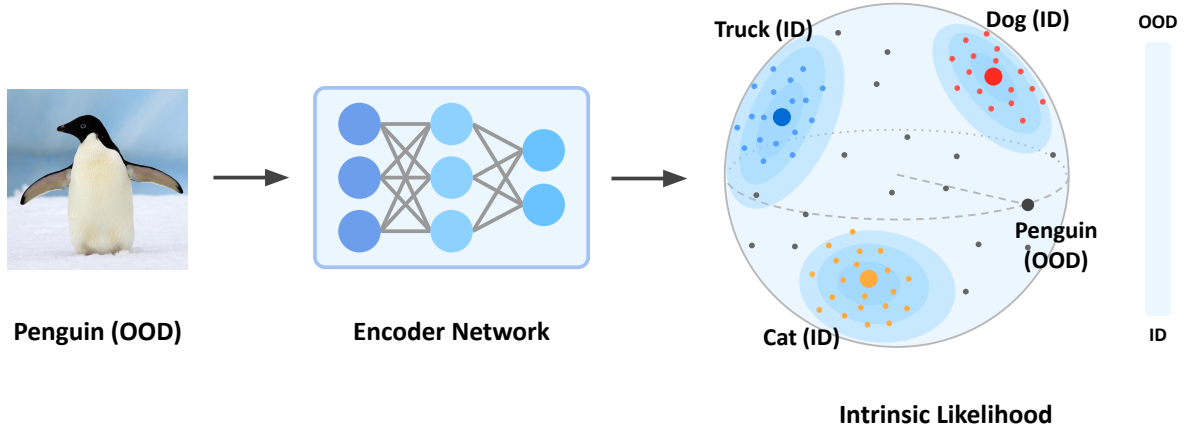 Truck (ID)
Dog (ID)
OOD
Penguin
(OOD)
Penguin (OOD)
Encoder Network
Cat (ID)
ID
Intrinsic Likelihood